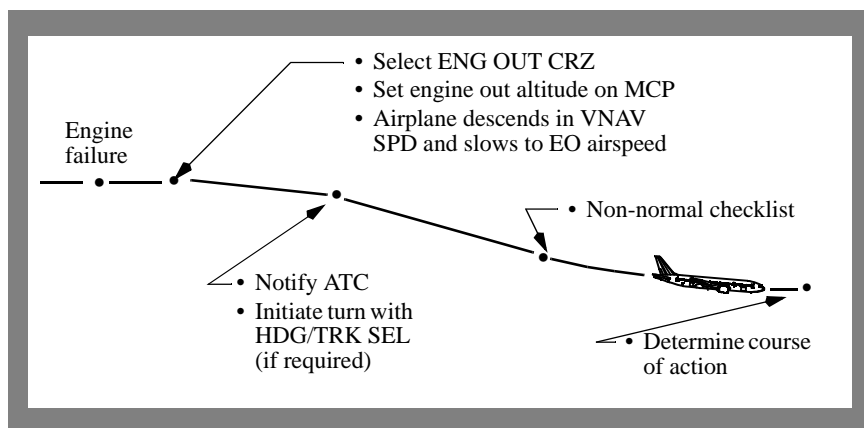 • Select ENG OUT CRZ
• Set engine out altitude on MCP
• Airplane descends in VNAV
SPD and slows to EO airspeed
Engine
failure
• Non-normal checklist
• Notify ATC
• Initiate turn with
HDG/TRK SEL
(if required)
• Determine course
of action